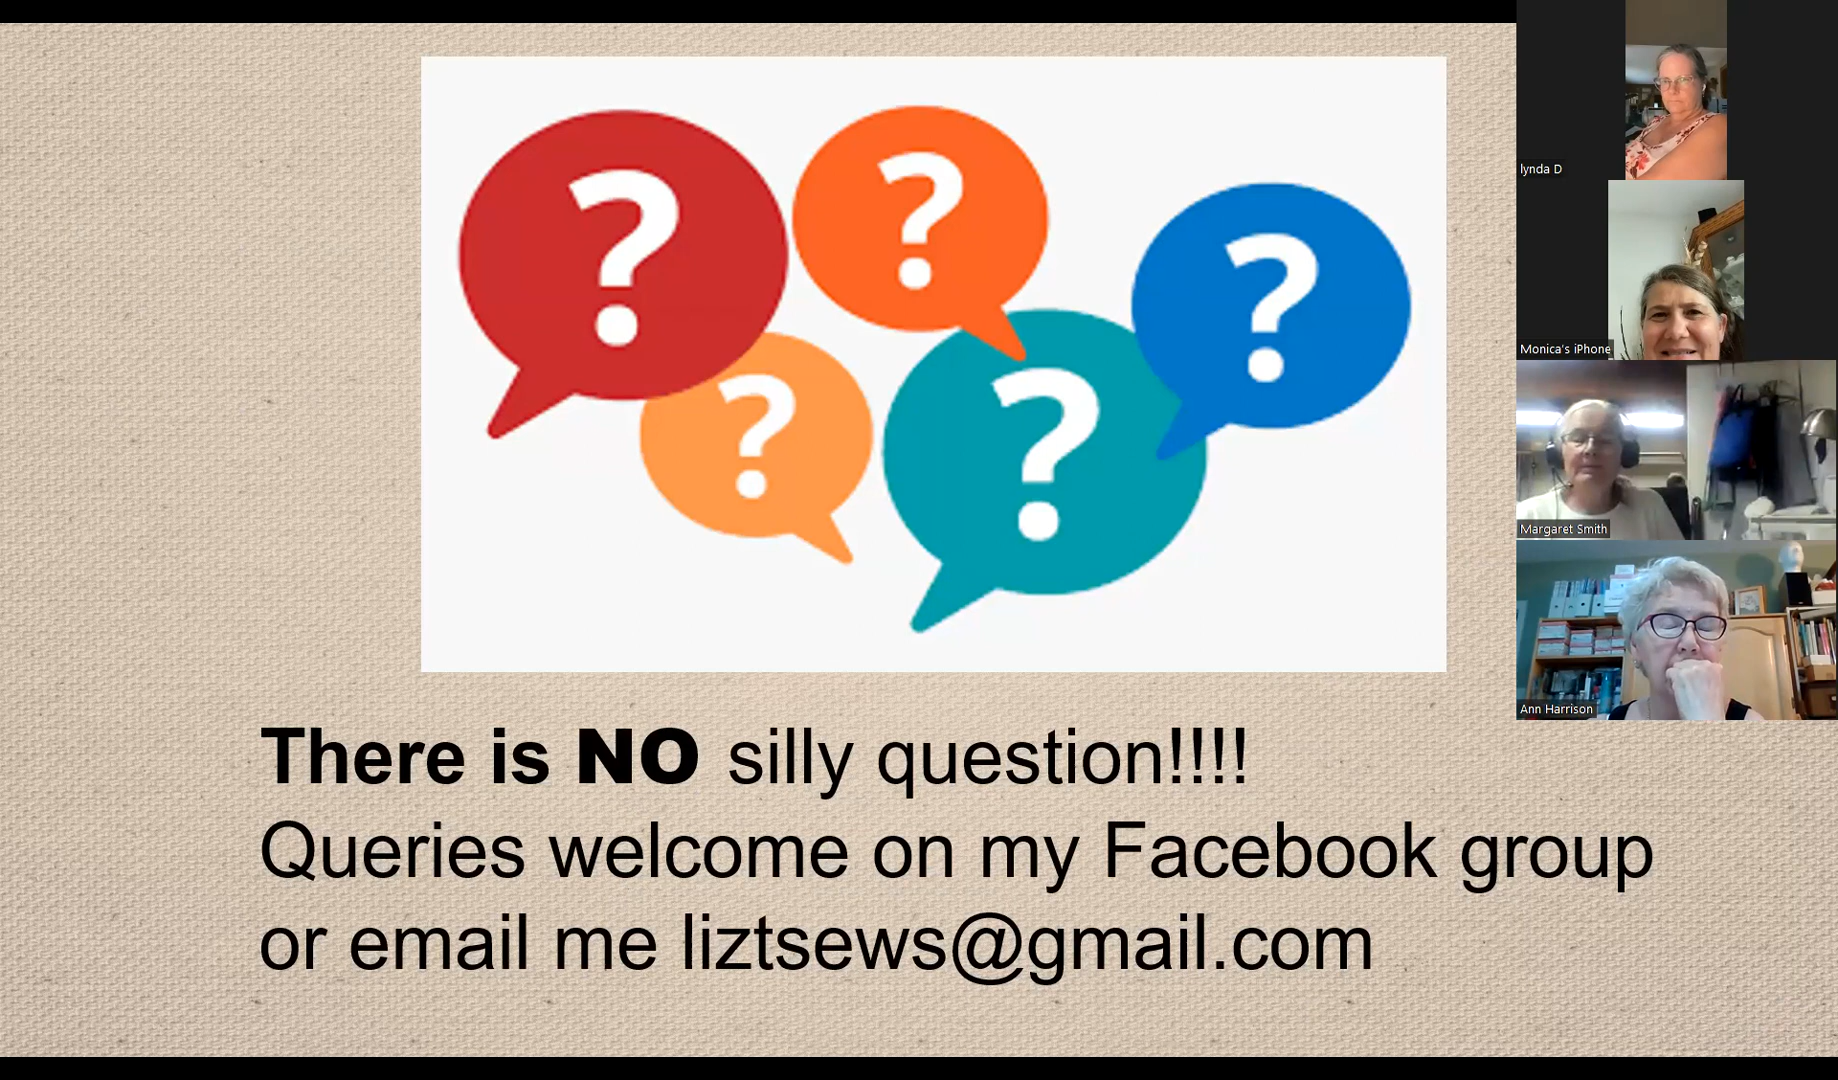 ?
?
?
?
?
There is NO silly question!!!!
Queries welcome on my Facebook group
or email me liztsews@gmail.com
lynda D
Monica's iPhone
Margaret Smith
Ann Harrison